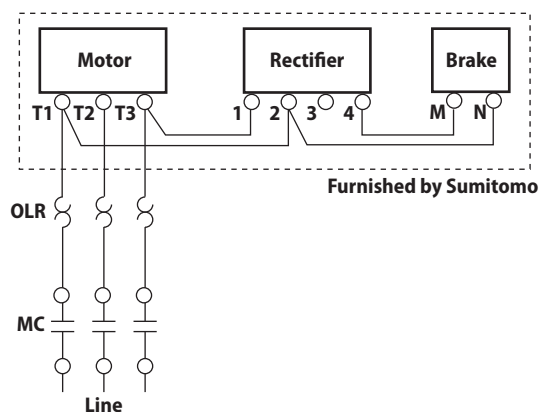 Motor Rectifier Brake
T1 T2 T3 1 2 3 4 M N
Furnished by Sumitomo
OLR
MC
Line